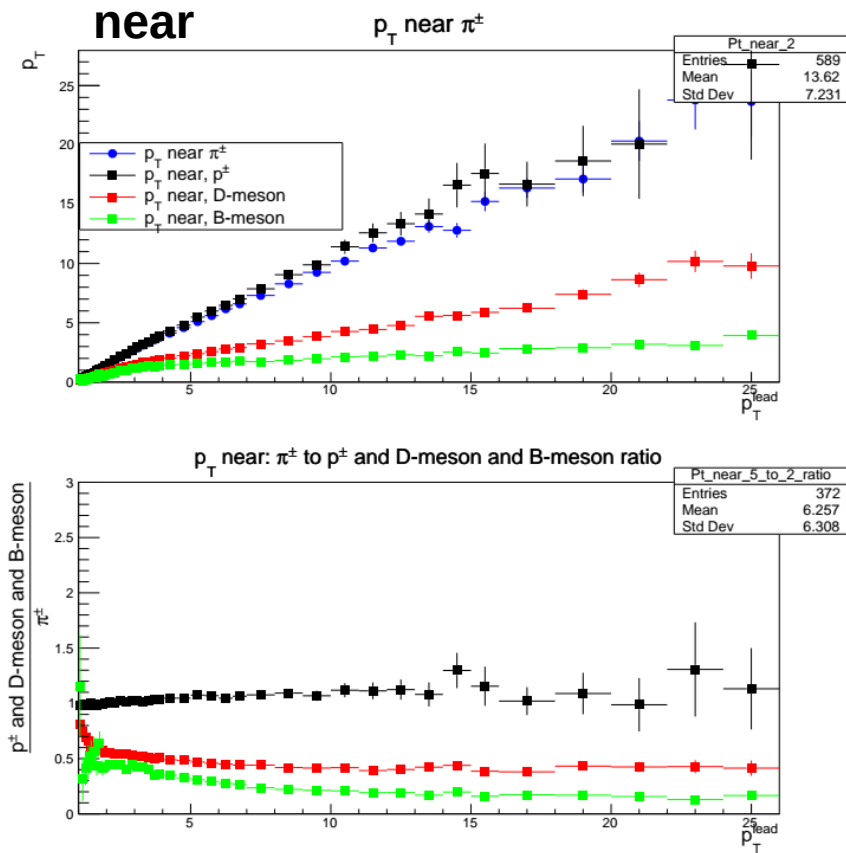 near
p_T near π±
Pt_near_2
Entries 589
Mean 13.62
Std Dev 7.231
p_T
25
20
15
10
5
0
p_T near π±
p_T near, p±
p_T near, D-meson
p_T near, B-meson
5 10 15 20 25
p_T^lead
p_T near: π± to p± and D-meson and B-meson ratio
Pt_near_5_to_2_ratio
Entries 372
Mean 6.257
Std Dev 6.308
p± and D-meson and B-meson
π±
3
2.5
2
1.5
1
0.5
0
5 10 15 20 25
p_T^lead